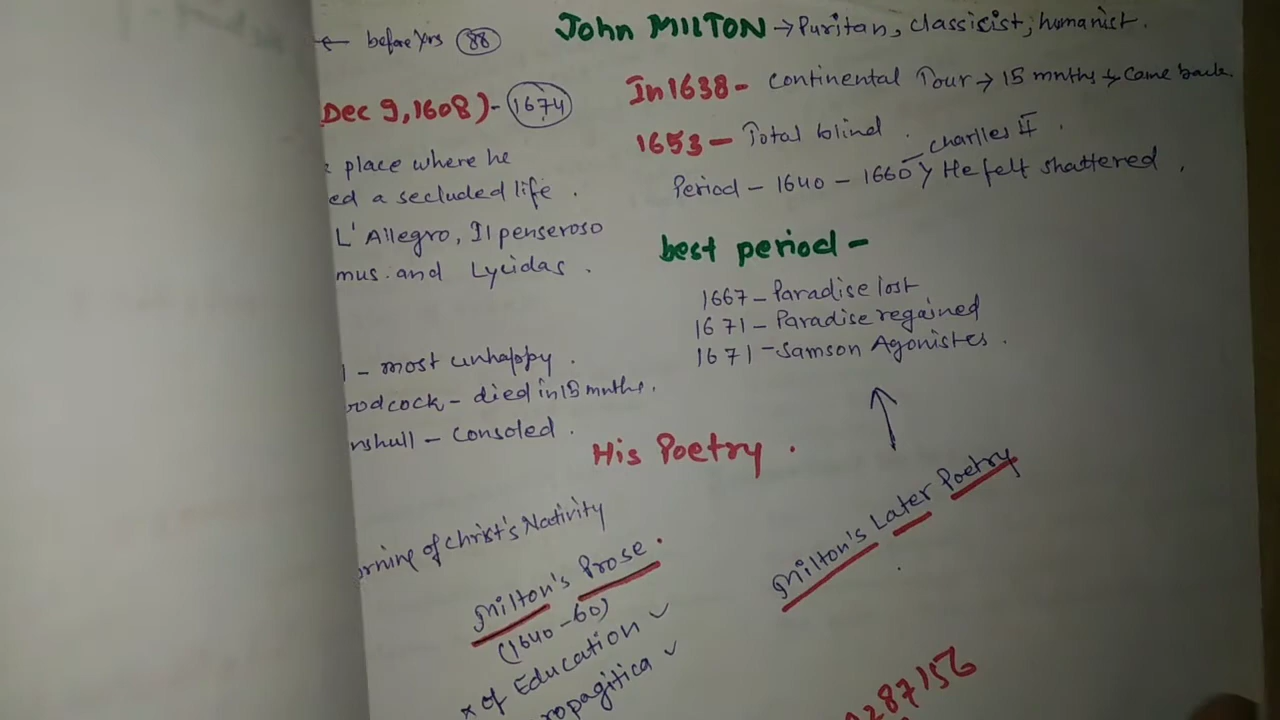 ← before yrs 88
John MILTON → Puritan, classicist, humanist.
Dec 9, 1608) - 1674
In 1638 - Continental Tour → 15 mnths → Came back.
1653 - Total blind.
place where he
ed a secluded life.
Period - 1640 - 1660 → He felt shattered,
charlles II.
L'Allegro, Il penseroso
mus. and Lycidas.
best period -
1667 - Paradise lost
1671 - Paradise regained
1671 - Samson Agonistes.
l - most unhappy.
oodcock - died in 15 mnths.
nshull - Consoled.
His Poetry.
orning of Christ's Nativity
Milton's Prose.
(1640-60)
* of Education ✓
ropagitica ✓
Milton's Later Poetry
287156